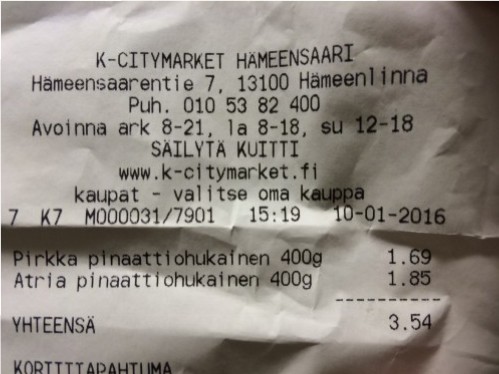 K-CITYMARKET HÄMEENSAARI
Hämeensaarentie 7, 13100 Hämeenlinna
Puh. 010 53 82 400
Avoinna ark 8-21, la 8-18, su 12-18
SÄILYTÄ KUITTI
www.k-citymarket.fi
kaupat - valitse oma kauppa
7 K7 M000031/7901 15:19 10-01-2016
Pirkka pinaattiohukainen 400g 1.69
Atria pinaattiohukainen 400g 1.85
----------
YHTEENSÄ 3.54
KORTTITAPAHTUMA